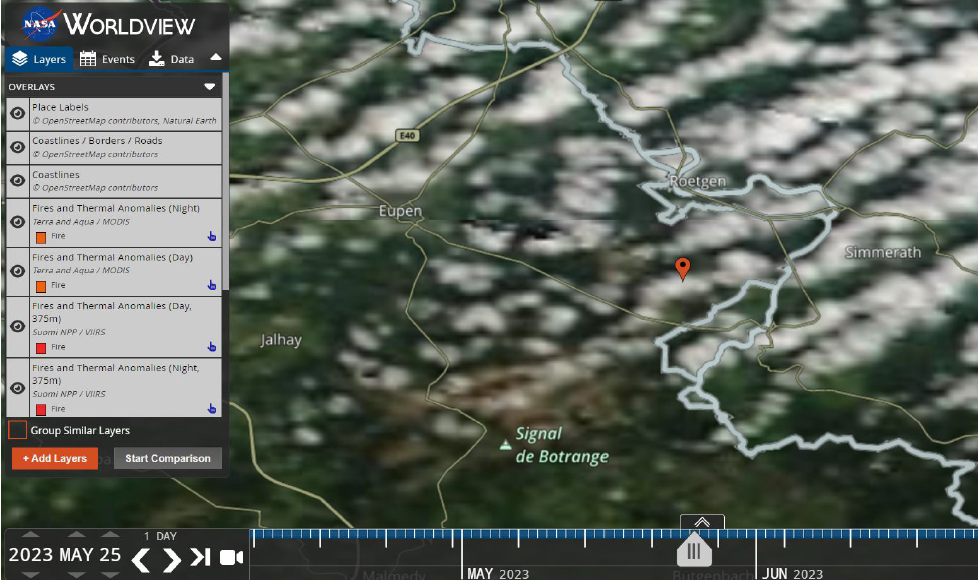 NASA WORLDVIEW
Layers Events Data
OVERLAYS
Place Labels
© OpenStreetMap contributors, Natural Earth
Coastlines / Borders / Roads
© OpenStreetMap contributors
Coastlines
© OpenStreetMap contributors
Fires and Thermal Anomalies (Night)
Terra and Aqua / MODIS
Fire
Fires and Thermal Anomalies (Day)
Terra and Aqua / MODIS
Fire
Fires and Thermal Anomalies (Day,
375m)
Suomi NPP / VIIRS
Fire
Fires and Thermal Anomalies (Night,
375m)
Suomi NPP / VIIRS
Fire
Group Similar Layers
+ Add Layers Start Comparison
E40
Roetgen
Eupen
Simmerath
Jalhay
Signal
de Botrange
1 DAY
2023 MAY 25
Malmedy
MAY 2023
Butgenbach
JUN 2023